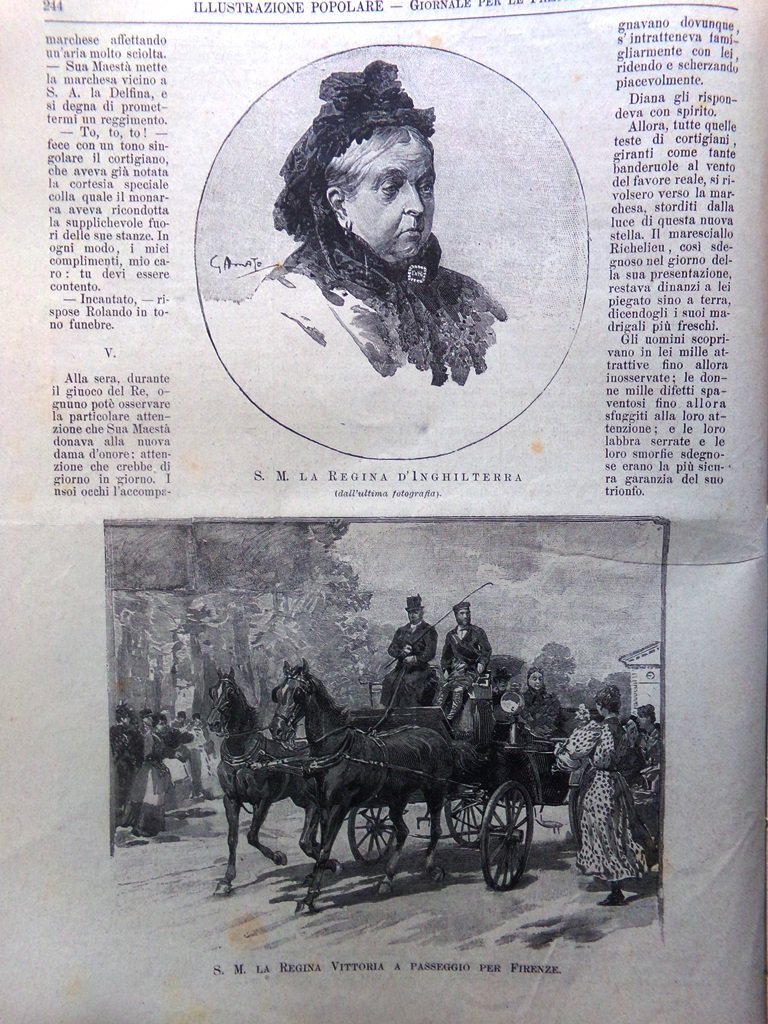 244
ILLUSTRAZIONE POPOLARE — GIORNALE PER LE
marchese affettando
un'aria molto sciolta.
— Sua Maestà mette
la marchesa vicino a
S. A. la Delfina, e
si degna di promet-
termi un reggimento.
— To, to, to! —
fece con un tono sin-
golare il cortigiano,
che aveva già notata
la cortesia speciale
colla quale il monar-
ca aveva ricondotta
la supplichevole fuo-
ri delle sue stanze. In
ogni modo, i miei
complimenti, mio ca-
ro: tu devi essere
contento.
— Incantato, — ri-
spose Rolando in to-
no funebre.
V.
Alla sera, durante
il giuoco del Re, o-
gnuno potè osservare
la particolare atten-
zione che Sua Maestà
donava alla nuova
dama d'onore: atten-
zione che crebbe di
giorno in giorno. I
nsoi occhi l'accompa-
G. Amato
S. M. LA REGINA D'INGHILTERRA
(dall'ultima fotografia).
gnavano dovunque,
s'intratteneva fami-
gliarmente con lei,
ridendo e scherzando
piacevolmente.
Diana gli rispon-
deva con spirito.
Allora, tutte quelle
teste di cortigiani,
giranti come tante
banderuole al vento
del favore reale, si ri-
volsero verso la mar-
chesa, storditi dalla
luce di questa nuova
stella. Il maresciallo
Richelieu, così sde-
gnoso nel giorno del-
la sua presentazione,
restava dinanzi a lei
piegato sino a terra,
dicendogli i suoi ma-
drigali più freschi.
Gli uomini scopri-
vano in lei mille at-
trattive fino allora
inosservate; le don-
ne mille difetti spa-
ventosi fino allora
sfuggiti alla loro at-
tenzione; e le loro
labbra serrate e le
loro smorfie sdegno-
se erano la più sicu-
ra garanzia del suo
trionfo.
S. M. LA REGINA VITTORIA A PASSEGGIO PER FIRENZE.